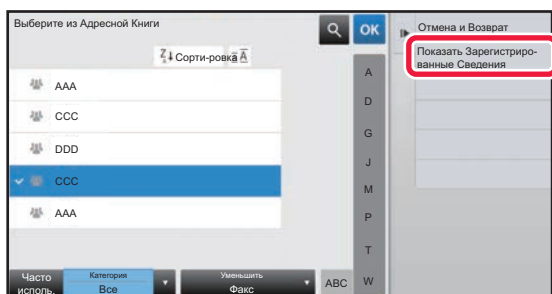 Выберите из Адресной Книги
OK
Отмена и Возврат
Сорти-ровка
Показать Зарегистриро-
ванные Сведения
AAA
CCC
DDD
CCC
AAA
A
D
G
J
M
P
T
W
Часто
исполь.
Категория
Все
Уменьшить
Факс
ABC